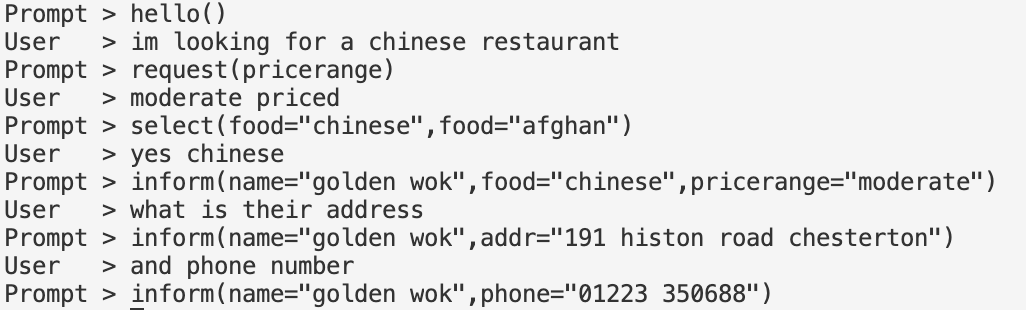 Prompt > hello()
User   > im looking for a chinese restaurant
Prompt > request(pricerange)
User   > moderate priced
Prompt > select(food="chinese",food="afghan")
User   > yes chinese
Prompt > inform(name="golden wok",food="chinese",pricerange="moderate")
User   > what is their address
Prompt > inform(name="golden wok",addr="191 histon road chesterton")
User   > and phone number
Prompt > inform(name="golden wok",phone="01223 350688")